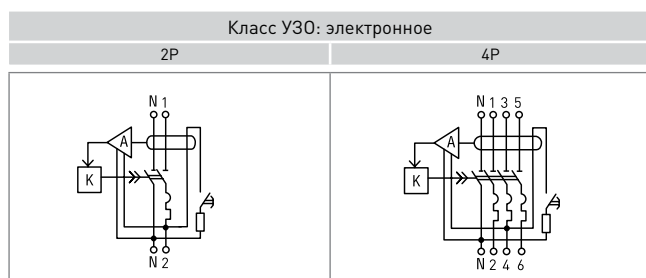 Класс УЗО: электронное
2P 4P
N 1 N 1 3 5
A A
K K
N 2 N 2 4 6